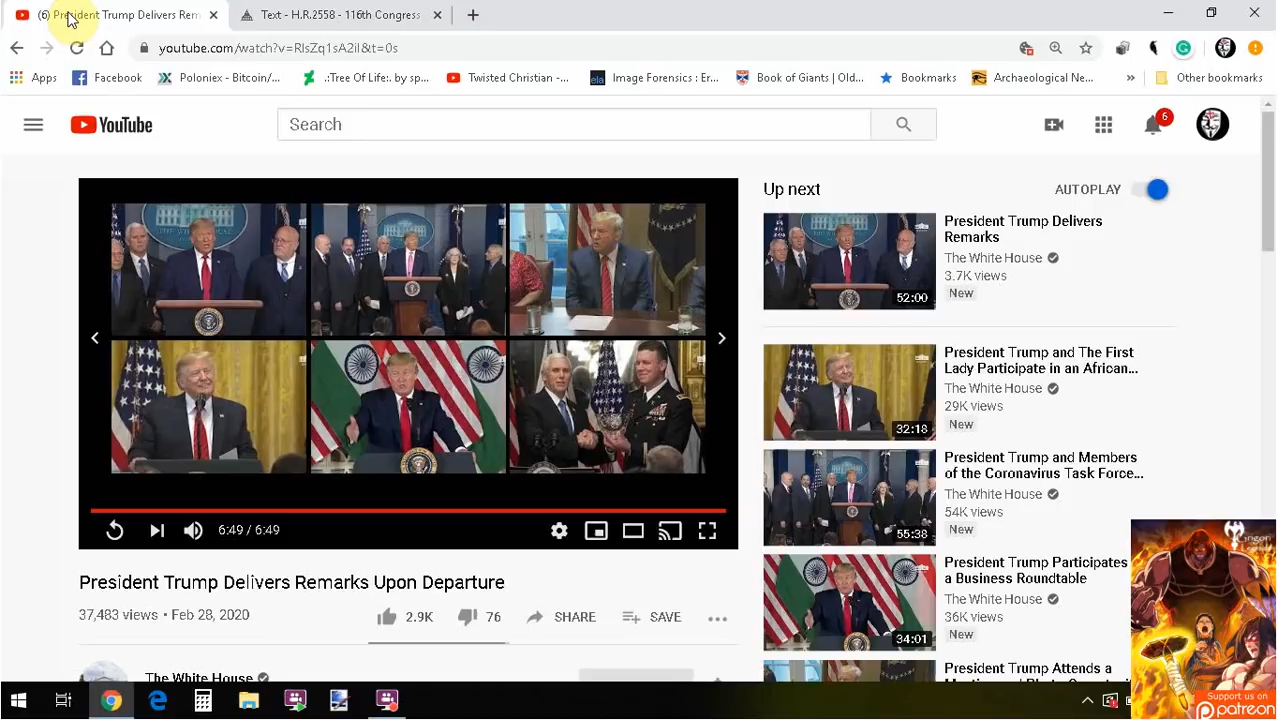 (6) President Trump Delivers Rem
Text - H.R.2558 - 116th Congress
youtube.com/watch?v=RIsZq1sA2iI&t=0s
Apps
Facebook
Poloniex - Bitcoin/...
.:Tree Of Life:. by sp...
Twisted Christian -...
ela
Image Forensics : Er...
Book of Giants | Old...
Bookmarks
Archaeological Ne...
»
Other bookmarks
YouTube
Search
6
Up next
AUTOPLAY
President Trump Delivers
Remarks
The White House
3.7K views
New
52:00
President Trump and The First
Lady Participate in an African...
The White House
29K views
New
32:18
President Trump and Members
of the Coronavirus Task Force...
The White House
54K views
New
55:38
President Trump Participates
a Business Roundtable
The White House
36K views
New
34:01
President Trump Attends a
6:49 / 6:49
President Trump Delivers Remarks Upon Departure
37,483 views • Feb 28, 2020
2.9K
76
SHARE
SAVE
The White House
Support us on
patreon